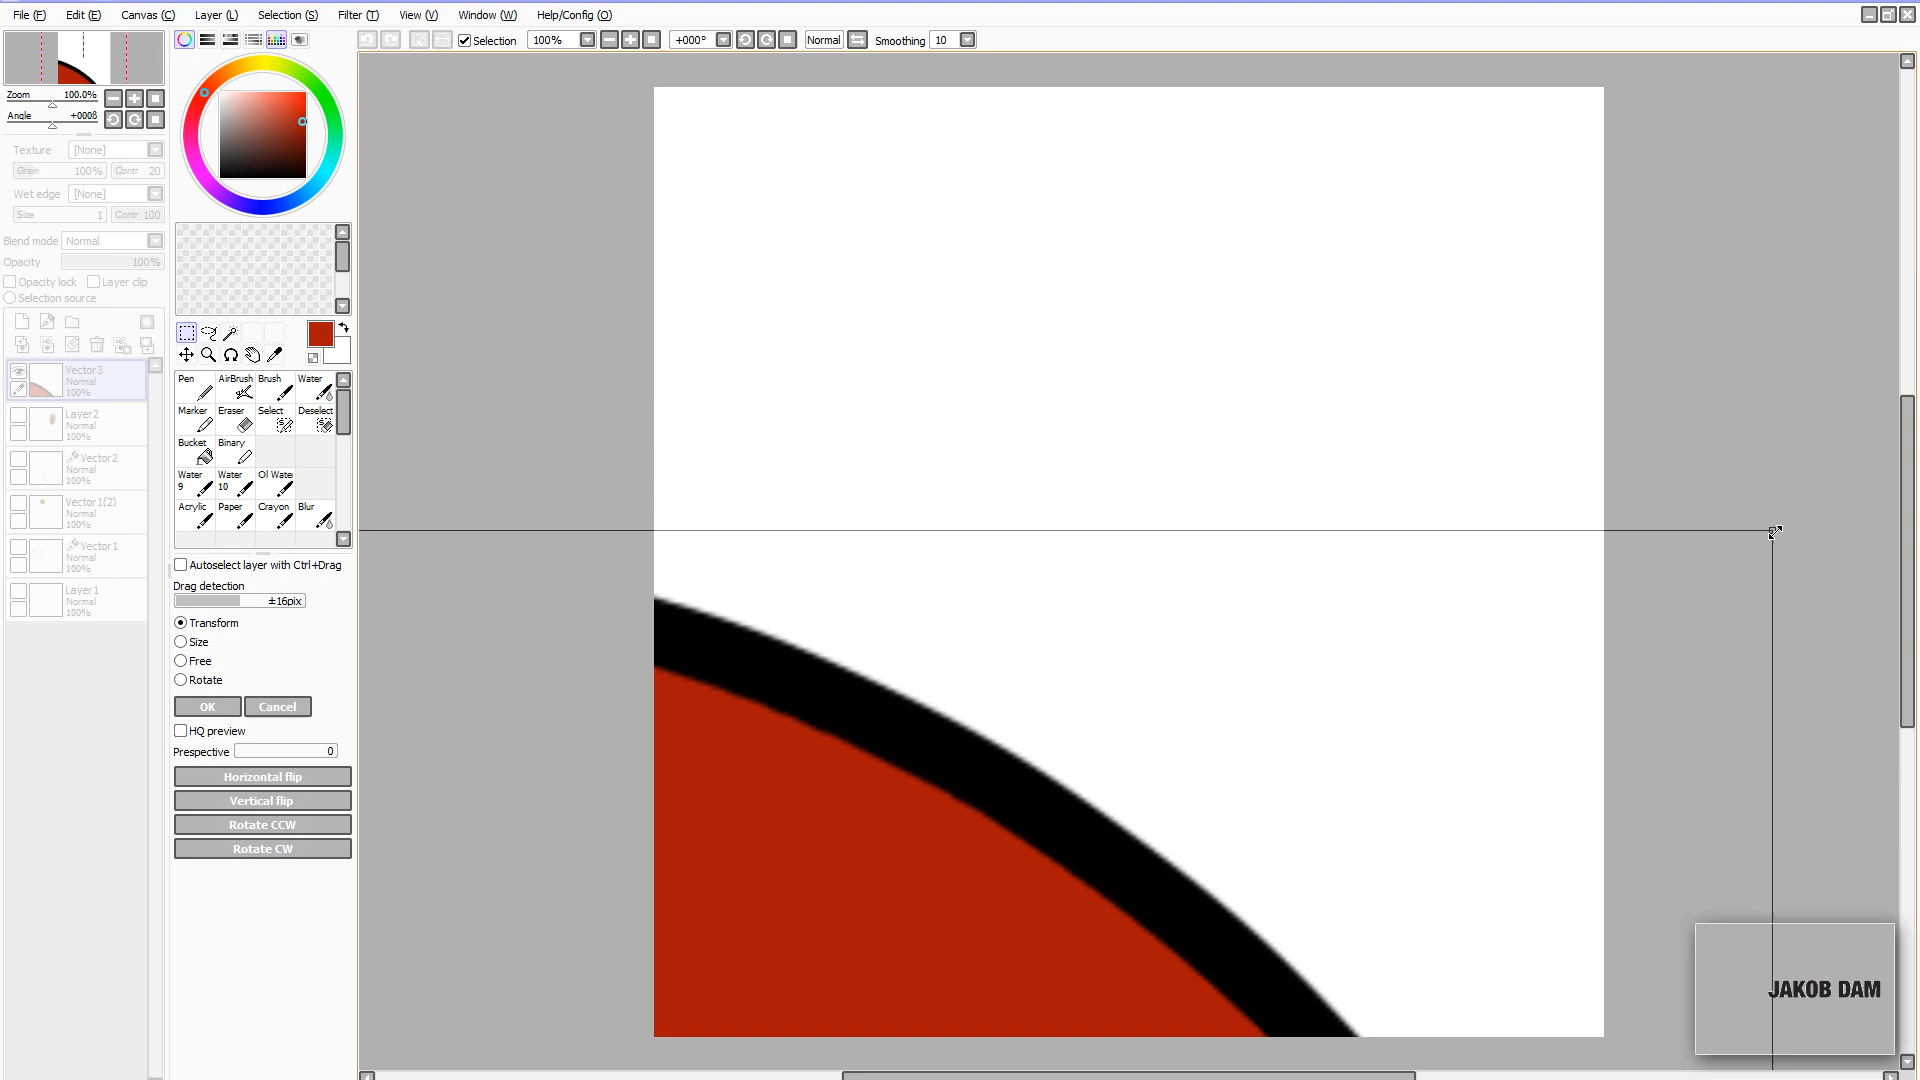 File (F) Edit (E) Canvas (C) Layer (L) Selection (S) Filter (T) View (V) Window (W) Help/Config (O)
Selection 100% +000° Normal Smoothing 10
Zoom 100.0%
Angle +000ß
Texture [None]
Grain 100% Contr 20
Wet edge [None]
Size 1 Contr 100
Blend mode Normal
Opacity 100%
Opacity lock Layer clip
Selection source
Vector3
Normal
100%
Layer2
Normal
100%
Vector2
Normal
100%
Vector1(2)
Normal
100%
Vector1
Normal
100%
Layer1
Normal
100%
Pen AirBrush Brush Water
Marker Eraser Select Deselect
Bucket Binary
Water 9 Water 10 Ol Wate
Acrylic Paper Crayon Blur
Autoselect layer with Ctrl+Drag
Drag detection
±16pix
Transform
Size
Free
Rotate
OK Cancel
HQ preview
Prespective 0
Horizontal flip
Vertical flip
Rotate CCW
Rotate CW
JAKOB DAM